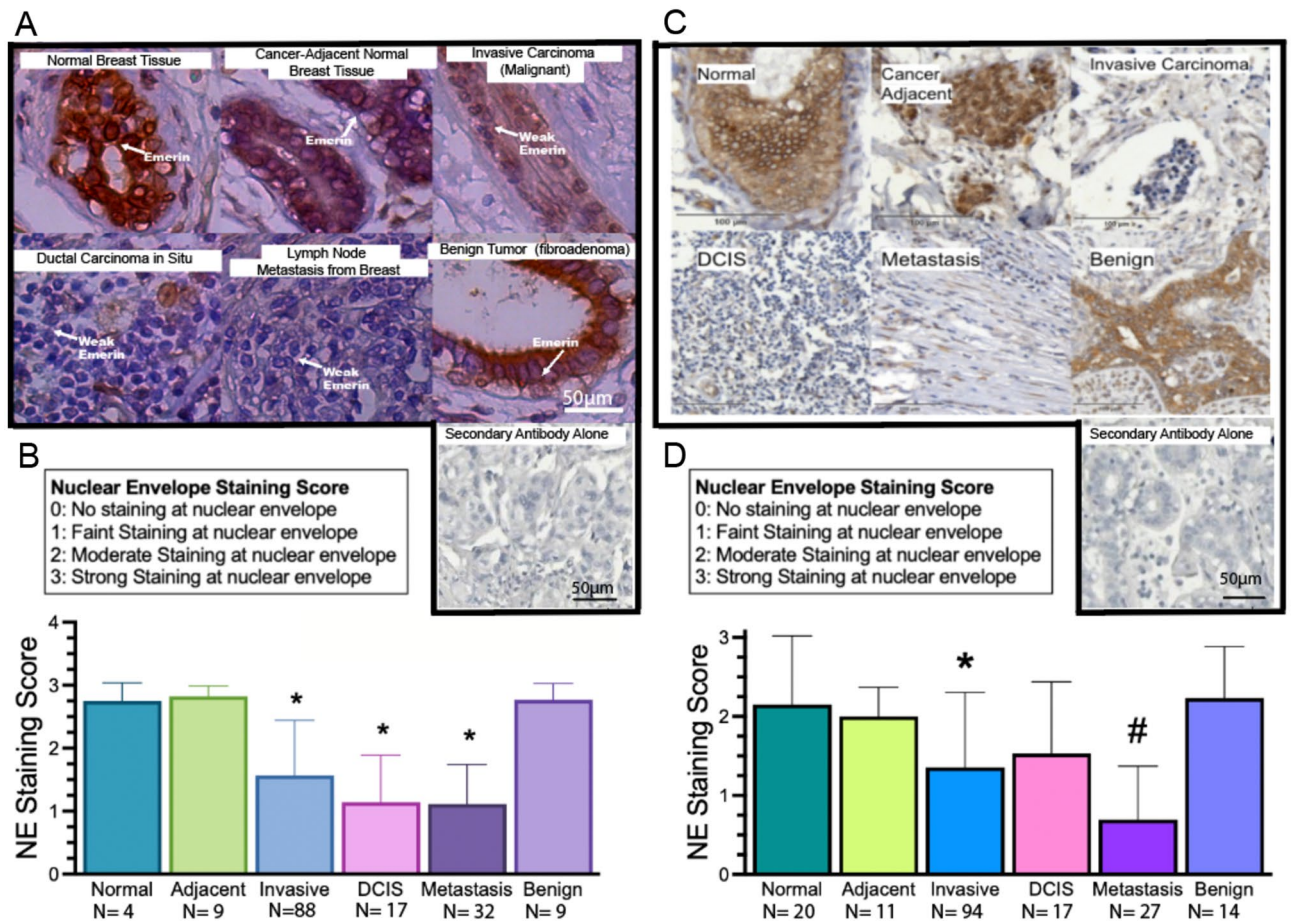 A
Normal Breast Tissue
Cancer-Adjacent Normal
Breast Tissue
Invasive Carcinoma
(Malignant)
Emerin
Emerin
Weak
Emerin
Ductal Carcinoma in Situ
Lymph Node
Metastasis from Breast
Benign Tumor (fibroadenoma)
Weak
Emerin
Weak
Emerin
Emerin
50µm
Secondary Antibody Alone
50µm
B
Nuclear Envelope Staining Score
0: No staining at nuclear envelope
1: Faint Staining at nuclear envelope
2: Moderate Staining at nuclear envelope
3: Strong Staining at nuclear envelope
NE Staining Score
4
3
2
1
0
* * *
Normal Adjacent Invasive DCIS Metastasis Benign
N= 4 N= 9 N=88 N= 17 N= 32 N= 9
C
Normal
Cancer
Adjacent
Invasive Carcinoma
100 µm
100 µm
100 µm
DCIS
Metastasis
Benign
Secondary Antibody Alone
50µm
D
Nuclear Envelope Staining Score
0: No staining at nuclear envelope
1: Faint Staining at nuclear envelope
2: Moderate Staining at nuclear envelope
3: Strong Staining at nuclear envelope
NE Staining Score
3
2
1
0
* #
Normal Adjacent Invasive DCIS Metastasis Benign
N= 20 N= 11 N= 94 N= 17 N= 27 N= 14